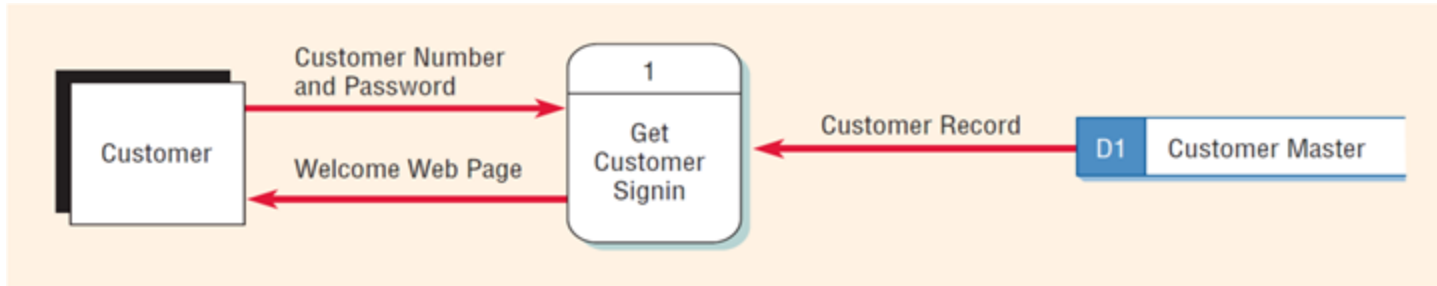 Customer
Customer Number
and Password
Welcome Web Page
1
Get
Customer
Signin
Customer Record
D1
Customer Master